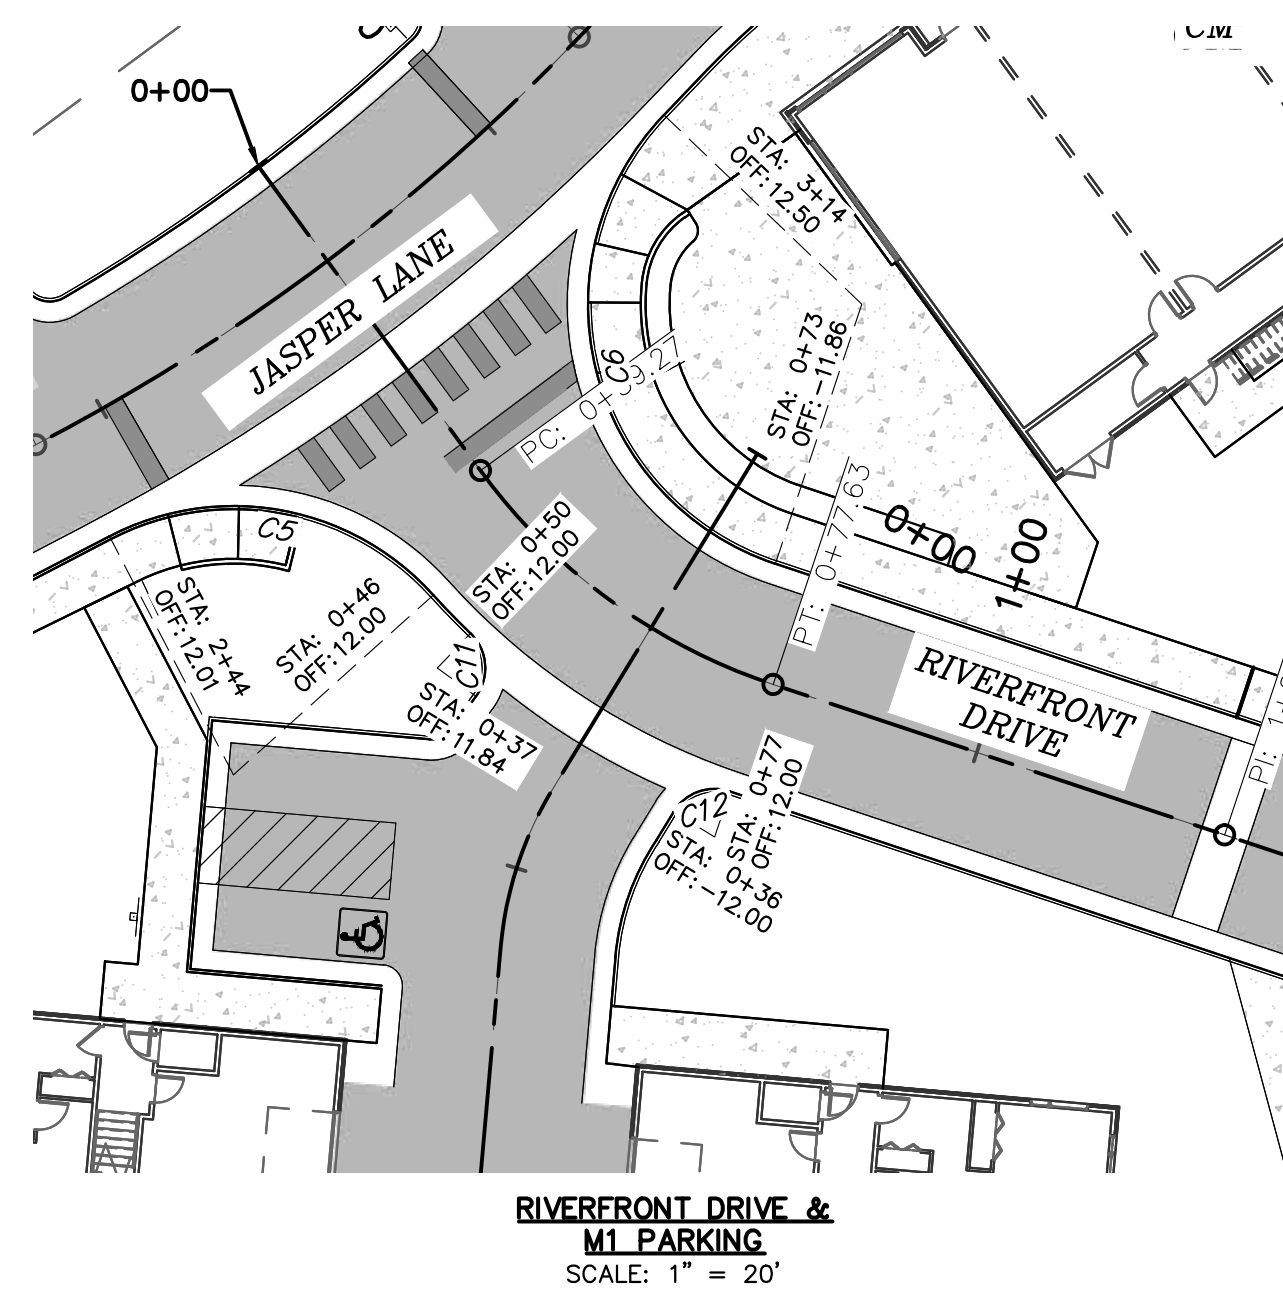 CM
0+00
STA: 3+14
OFF: 12.50
JASPER LANE
STA: 0+73
OFF: -11.86
C6
PC: 0+39.27
PT: 0+77.63
0+00
1+00
C5
STA: 0+50
OFF: 12.00
STA: 2+44
OFF: 12.01
STA: 0+46
OFF: 12.00
C11
STA: 0+37
OFF: 11.84
RIVERFRONT
DRIVE
PI:
STA: 0+77
OFF: 12.00
C12
STA: 0+36
OFF: -12.00
RIVERFRONT DRIVE &
M1 PARKING
SCALE: 1" = 20'